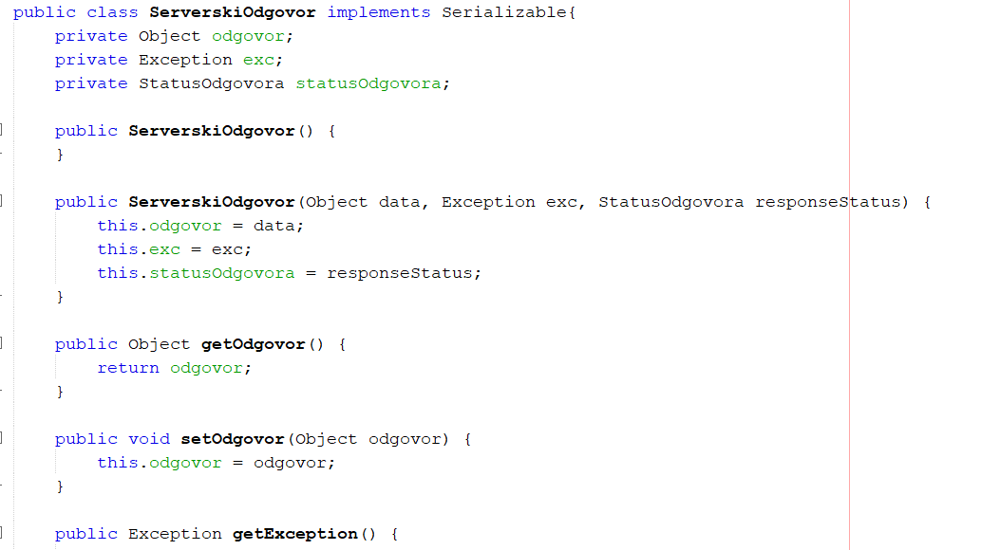 public class ServerskiOdgovor implements Serializable{
private Object odgovor;
private Exception exc;
private StatusOdgovora statusOdgovora;
public ServerskiOdgovor() {
}
public ServerskiOdgovor(Object data, Exception exc, StatusOdgovora responseStatus) {
this.odgovor = data;
this.exc = exc;
this.statusOdgovora = responseStatus;
}
public Object getOdgovor() {
return odgovor;
}
public void setOdgovor(Object odgovor) {
this.odgovor = odgovor;
}
public Exception getException() {